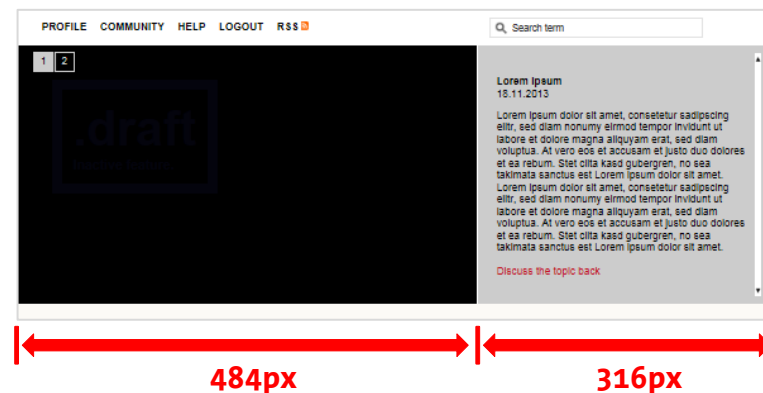 PROFILE COMMUNITY HELP LOGOUT RSS
Search term
1 2
.draft
Lorem Ipsum
18.11.2013
Lorem ipsum dolor sit amet, consetetur sadipscing
elitr, sed diam nonumy eirmod tempor invidunt ut
labore et dolore magna aliquyam erat, sed diam
voluptua. At vero eos et accusam et justo duo dolores
et ea rebum. Stet clita kasd gubergren, no sea
takimata sanctus est Lorem ipsum dolor sit amet.
Lorem ipsum dolor sit amet, consetetur sadipscing
elitr, sed diam nonumy eirmod tempor invidunt ut
labore et dolore magna aliquyam erat, sed diam
voluptua. At vero eos et accusam et justo duo dolores
et ea rebum. Stet clita kasd gubergren, no sea
takimata sanctus est Lorem ipsum dolor sit amet.
Discuss the topic back
484px 316px